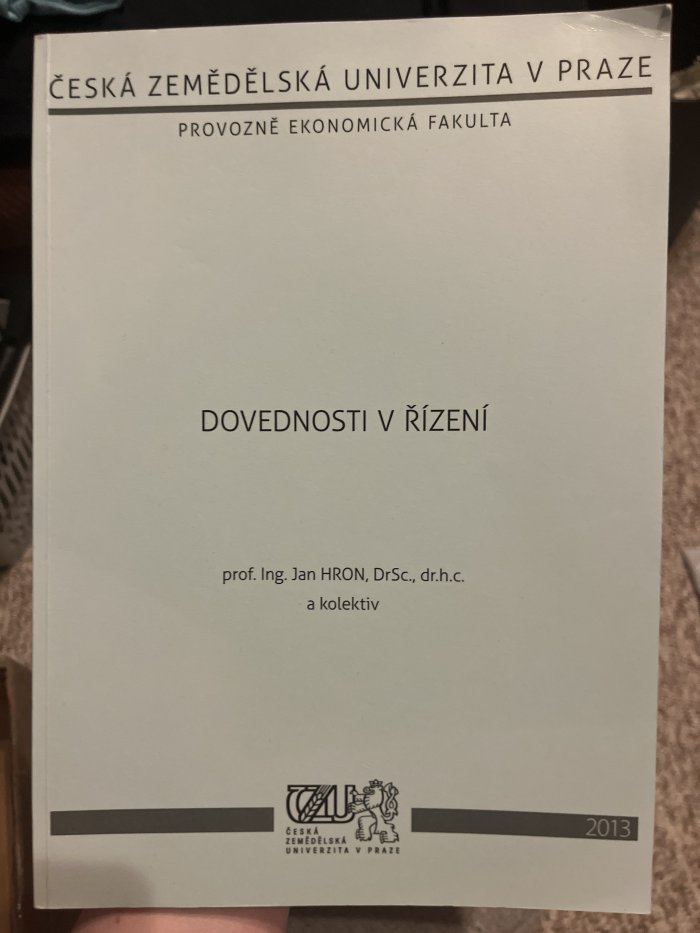 ČESKÁ ZEMĚDĚLSKÁ UNIVERZITA V PRAZE
PROVOZNĚ EKONOMICKÁ FAKULTA
DOVEDNOSTI V ŘÍZENÍ
prof. Ing. Jan HRON, DrSc., dr.h.c.
a kolektiv
ČZU
ČESKÁ
ZEMĚDĚLSKÁ
UNIVERZITA V PRAZE
2013